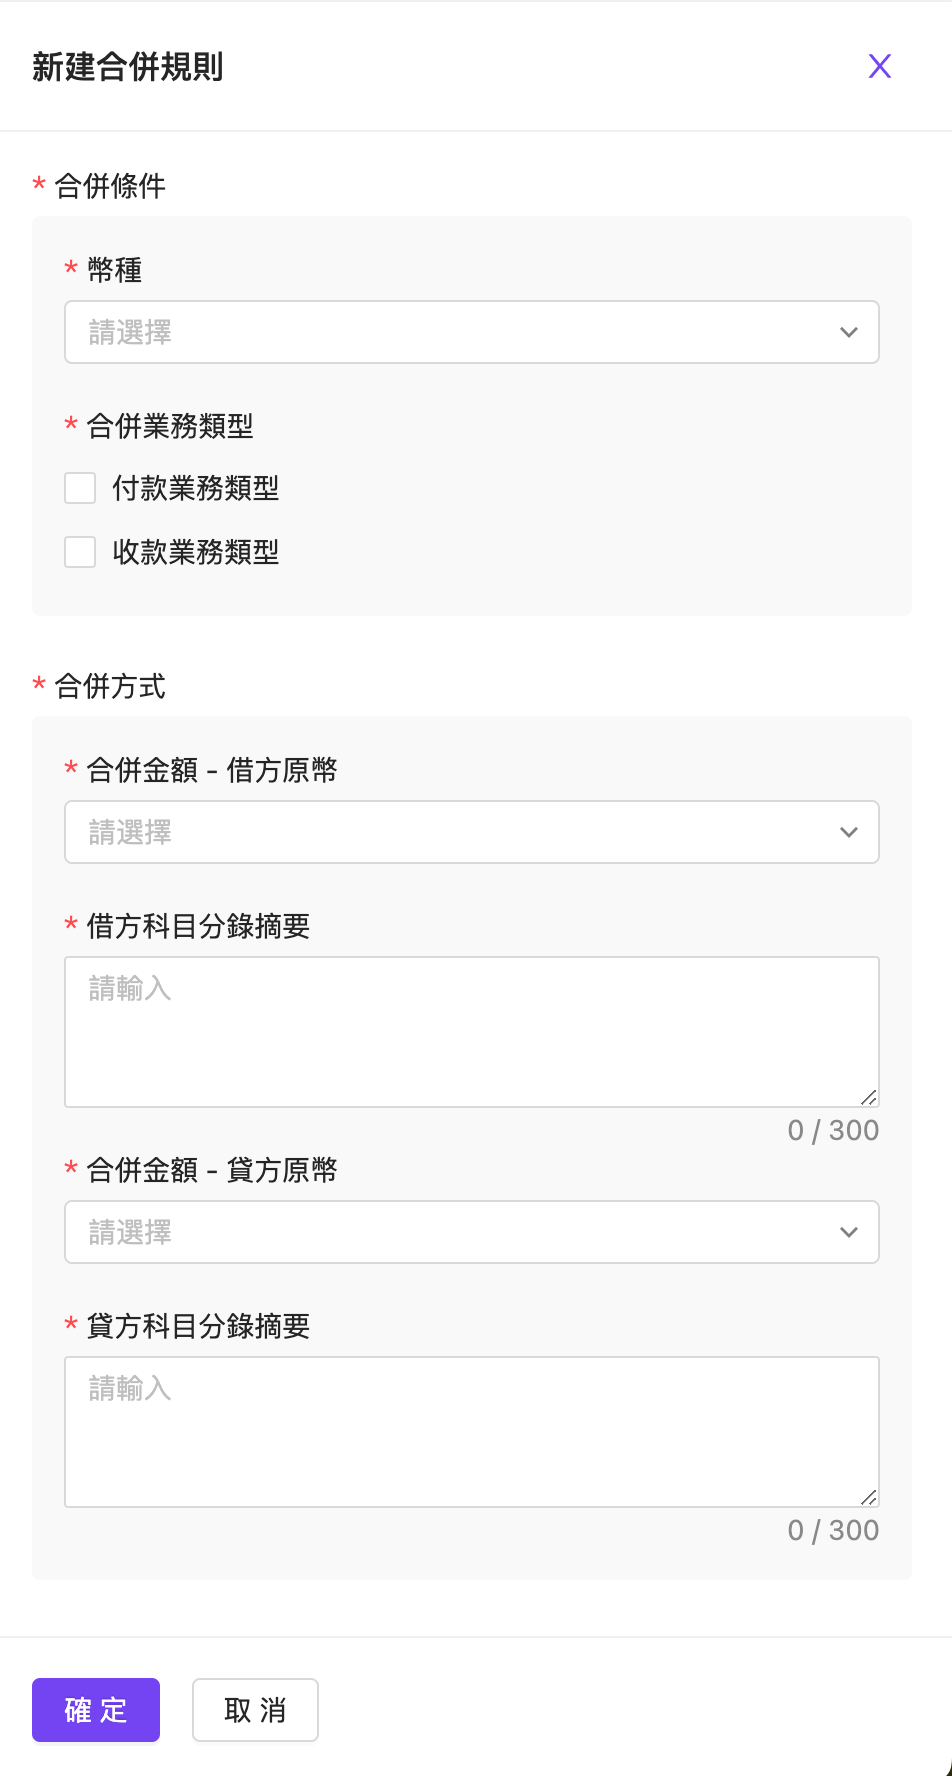 新建合併規則
* 合併條件
* 幣種
請選擇
* 合併業務類型
付款業務類型
收款業務類型
* 合併方式
* 合併金額 - 借方原幣
請選擇
* 借方科目分錄摘要
請輸入
0 / 300
* 合併金額 - 貸方原幣
請選擇
* 貸方科目分錄摘要
請輸入
0 / 300
確 定
取 消